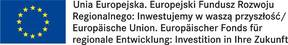 Unia Europejska. Europejski Fundusz Rozwoju
Regionalnego: Inwestujemy w waszą przyszłość/
Europäische Union. Europäischer Fonds für
regionale Entwicklung: Investition in Ihre Zukunft